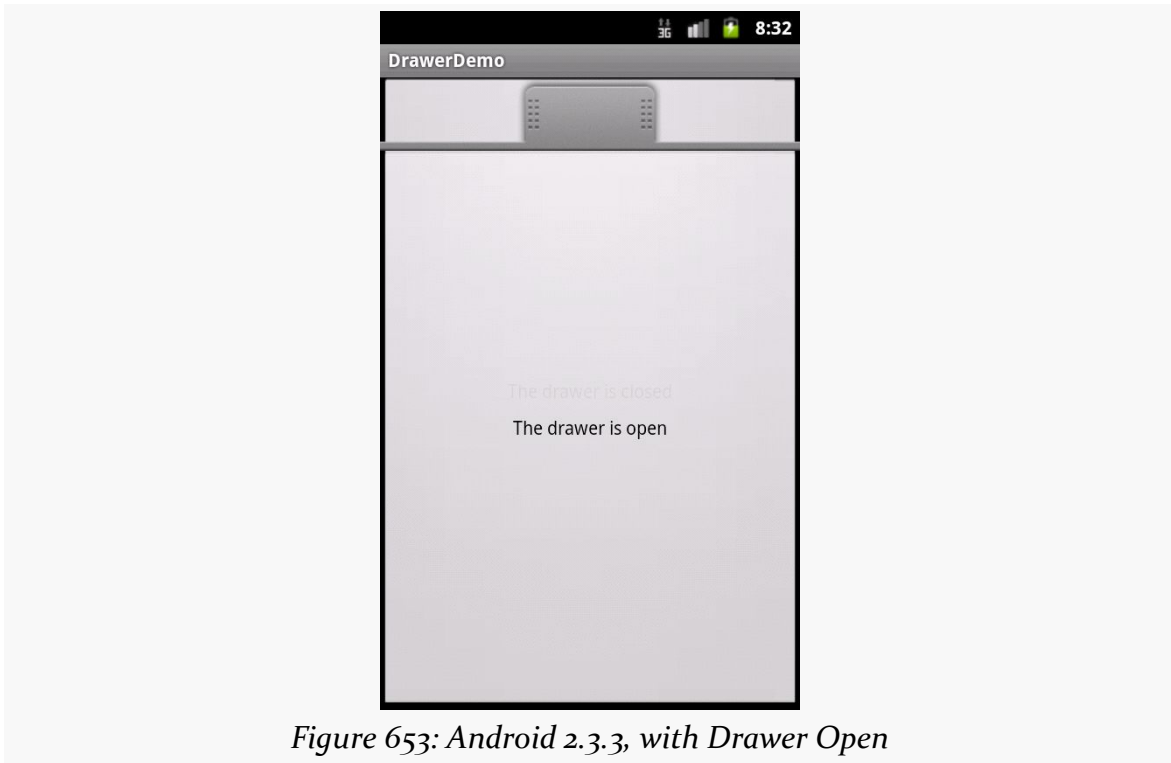 3G 8:32
DrawerDemo
The drawer is closed
The drawer is open
Figure 653: Android 2.3.3, with Drawer Open